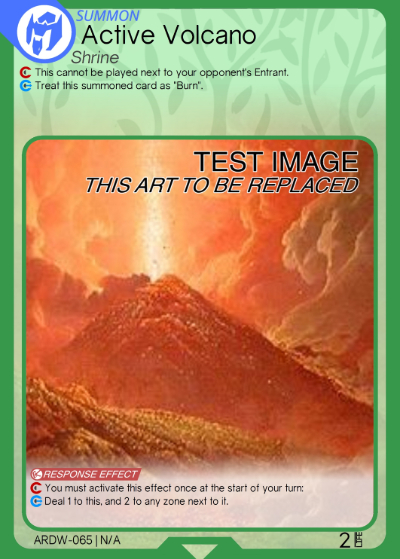 SUMMON
Active Volcano
Shrine
C This cannot be played next to your opponent's Entrant.
C Treat this summoned card as "Burn".
TEST IMAGE
THIS ART TO BE REPLACED
RESPONSE EFFECT
C You must activate this effect once at the start of your turn:
C Deal 1 to this, and 2 to any zone next to it.
ARDW-065 | N/A
2 LIFE